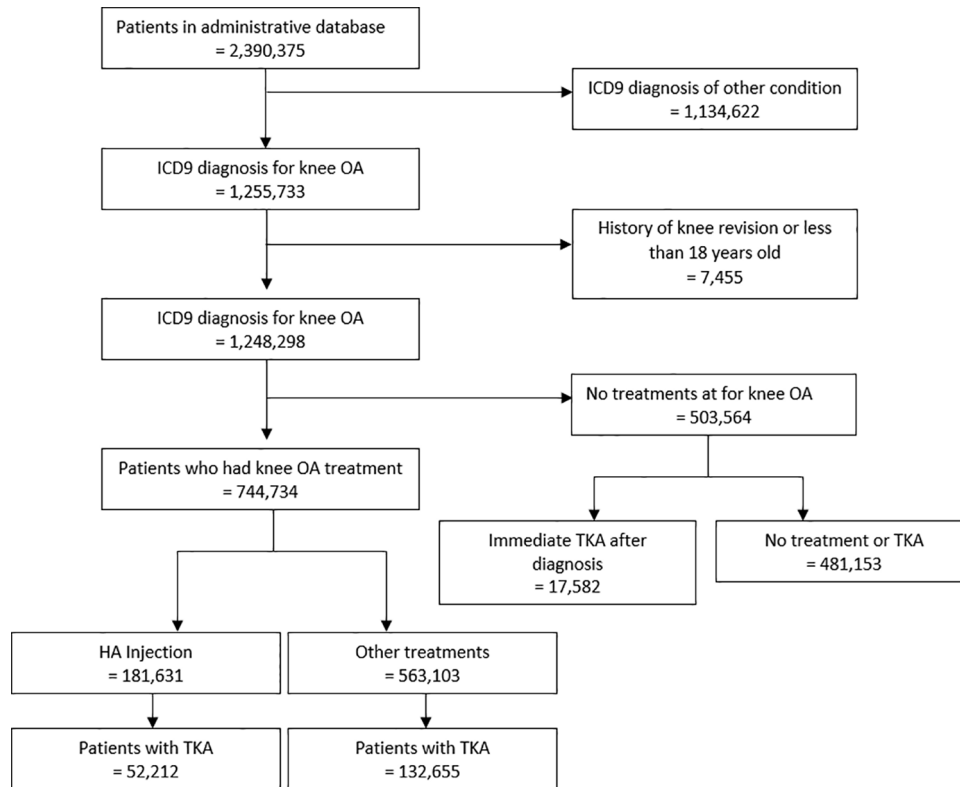 Patients in administrative database
= 2,390,375
ICD9 diagnosis of other condition
= 1,134,622
ICD9 diagnosis for knee OA
= 1,255,733
History of knee revision or less
than 18 years old
= 7,455
ICD9 diagnosis for knee OA
= 1,248,298
No treatments at for knee OA
= 503,564
Patients who had knee OA treatment
= 744,734
Immediate TKA after
diagnosis
= 17,582
No treatment or TKA
= 481,153
HA Injection
= 181,631
Other treatments
= 563,103
Patients with TKA
= 52,212
Patients with TKA
= 132,655